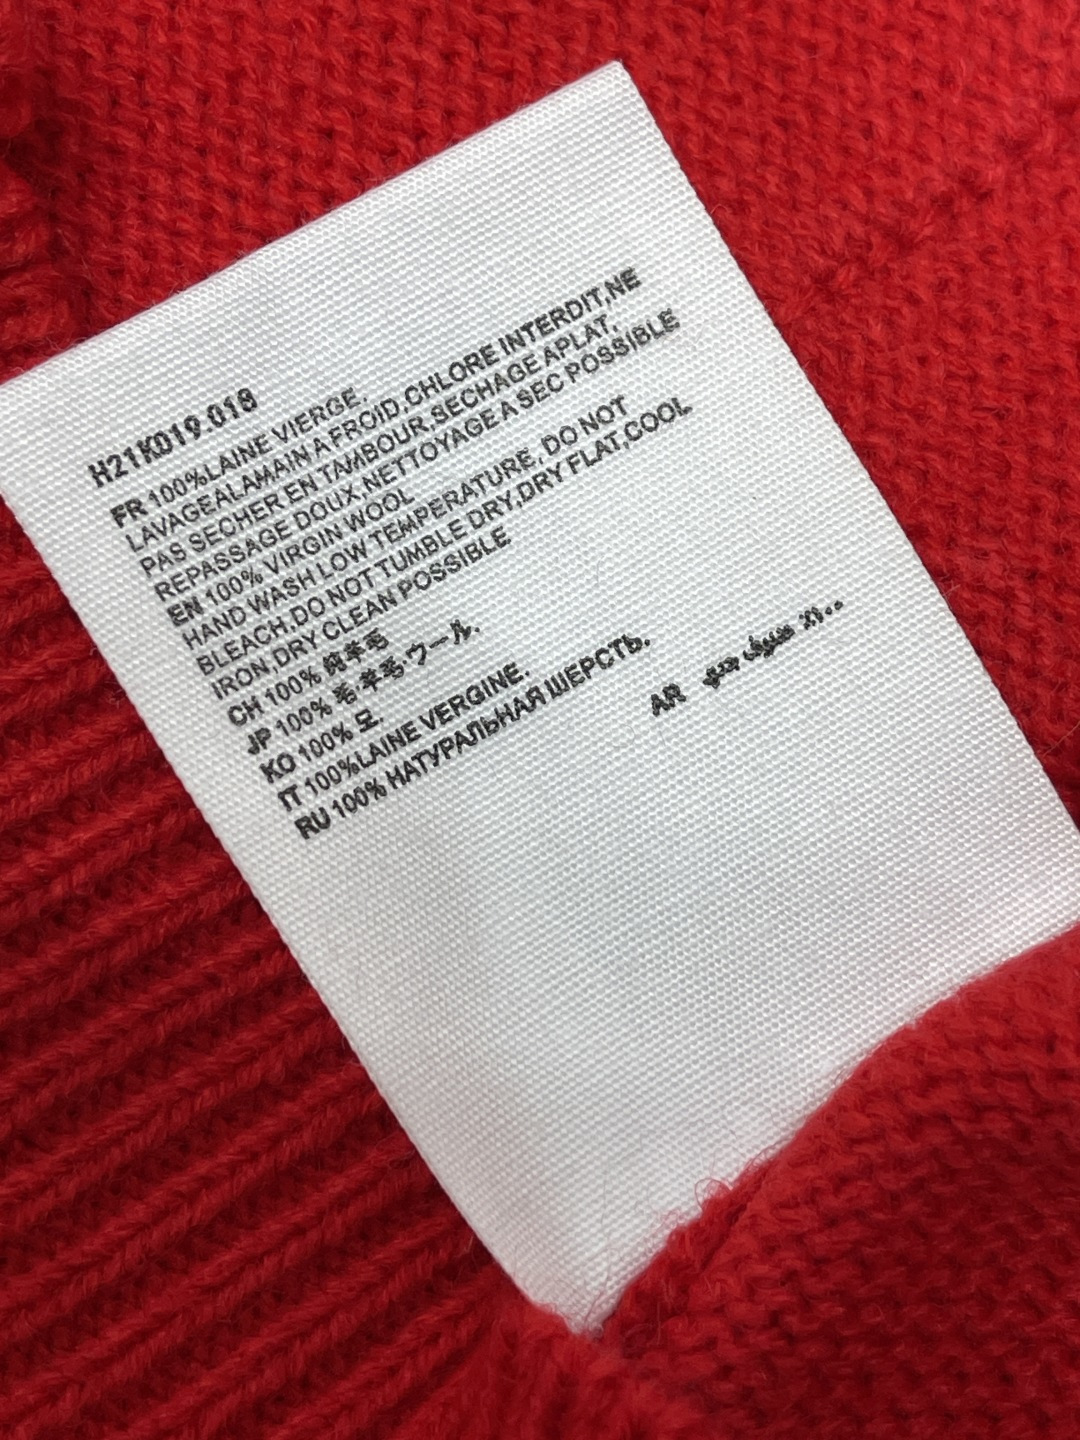 H21K019 018
FR 100%LAINE VIERGE.
LAVAGEALAMAIN A FROID.CHLORE INTERDIT,NE
PAS SECHER EN TAMBOUR,SECHAGE APLAT,
REPASSAGE DOUX,NETTOYAGE A SEC POSSIBLE
EN 100% VIRGIN WOOL
HAND WASH LOW TEMPERATURE, DO NOT
BLEACH,DO NOT TUMBLE DRY,DRY FLAT,COOL
IRON,DRY CLEAN POSSIBLE
CH 100% 纯羊毛
JP 100% 毛·羊毛·ウール.
KO 100% 모.
IT 100%LAINE VERGINE.
RU 100% НАТУРАЛЬНАЯ ШЕРСТЬ.
AR صوف